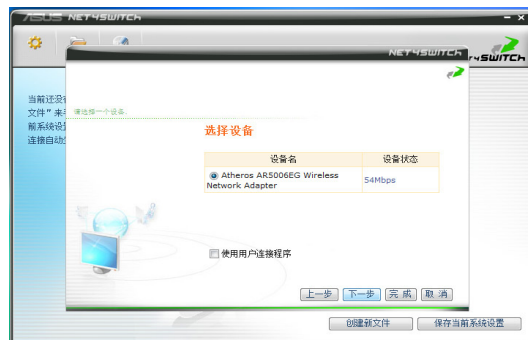 ASUS NET4SWITCH
NET4SWITCH
当前还没
文件"来
前系统设
连接自动
请选择一个设备.
选择设备
设备名 设备状态
Atheros AR5006EG Wireless
Network Adapter
54Mbps
使用用户连接程序
上一步 下一步 完 成 取 消
创建新文件 保存当前系统设置